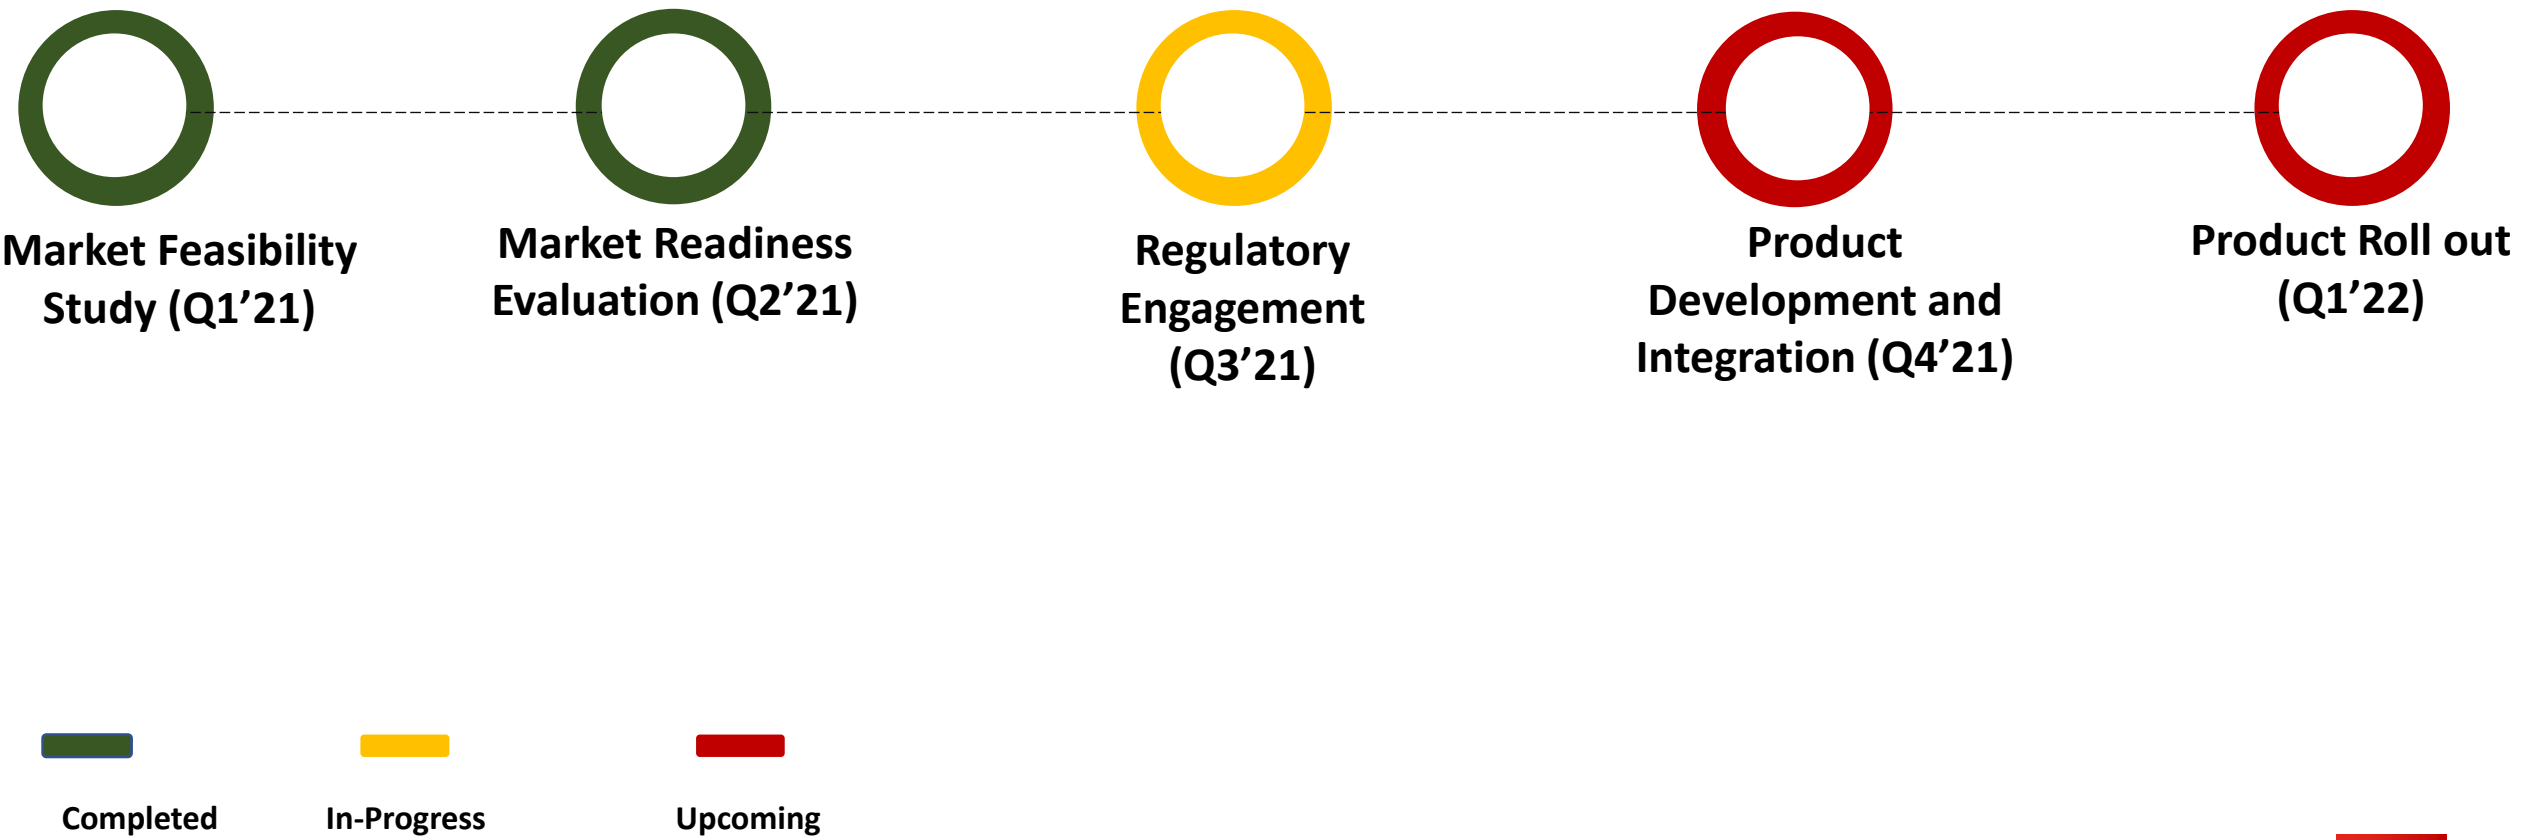 Market Feasibility
Study (Q1’21)
Market Readiness
Evaluation (Q2’21)
Regulatory
Engagement
(Q3’21)
Product
Development and
Integration (Q4’21)
Product Roll out
(Q1’22)
Completed
In-Progress
Upcoming